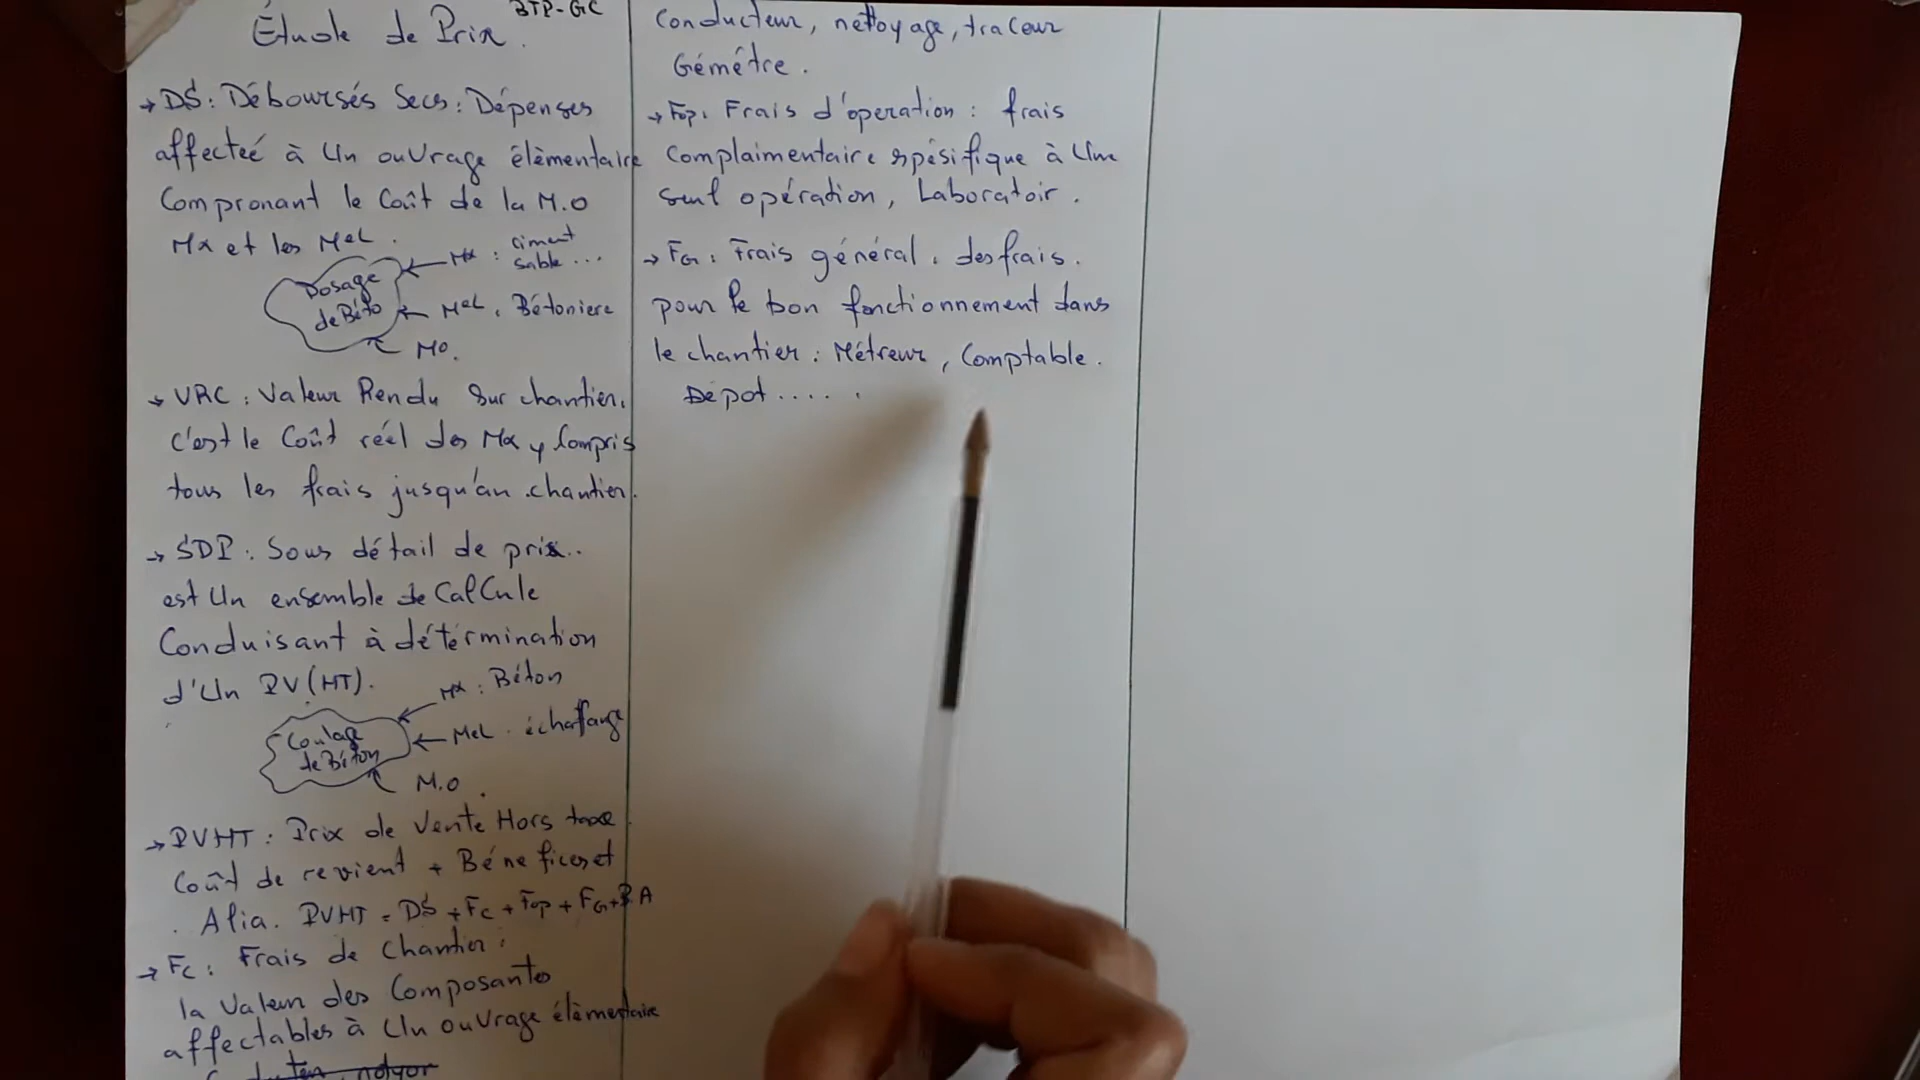 Étude de Prix.
BTP-GC
→ DS: Déboursés Secs: Dépenses
affecteé à Un ouvrage élèmentaire
Compronant le Coût de la M.O
Mx et les Mel.
Dosage
de Béto
Mx : ciment
sable ...
Mel. Bétoniere
MO.
→ VRC : Valeur Rendu Sur chantier.
C'est le Coût réel des Mx y Compris
tous les frais jusqu'au chantier.
→ SDP : Sous détail de prix..
est Un ensemble de CalCule
Conduisant à détermination
d'Un PV(HT).
Coulage
de Béton
Mx : Béton
Mel.
M.O.
→ PVHT : Prix de Vente Hors taxe
Coût de revient + Béneficeset
Alia. PVHT = DS + Fc + Fop + FG + BA
→ Fc : Frais de Chantier :
la Valeur des Composants
affectables à Un ouvrage élèmentaire
Conducteur, nettoyage, traceur
Gémétre.
→ Fop. Frais d'operation : frais
Complaimentaire spésifique à Une
seul opération, Laboratoir.
→ FG : Frais général. des frais.
pour le bon fonctionnement dans
le chantier : Métreur, Comptable.
Dépot.....